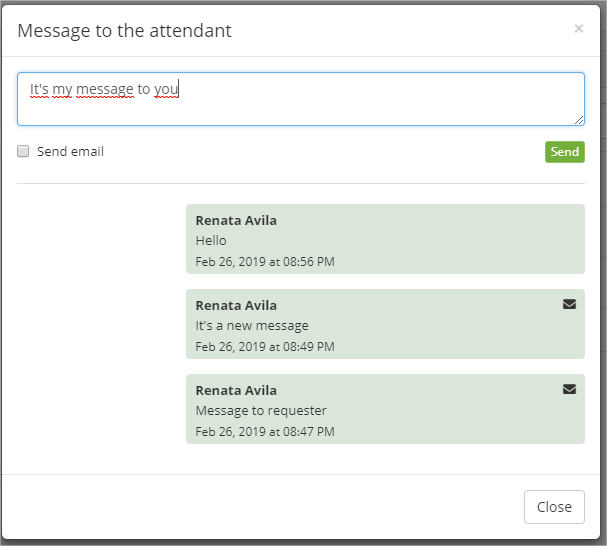 Message to the attendant
×
It's my message to you
Send email
Send
Renata Avila
Hello
Feb 26, 2019 at 08:56 PM
Renata Avila
It's a new message
Feb 26, 2019 at 08:49 PM
Renata Avila
Message to requester
Feb 26, 2019 at 08:47 PM
Close